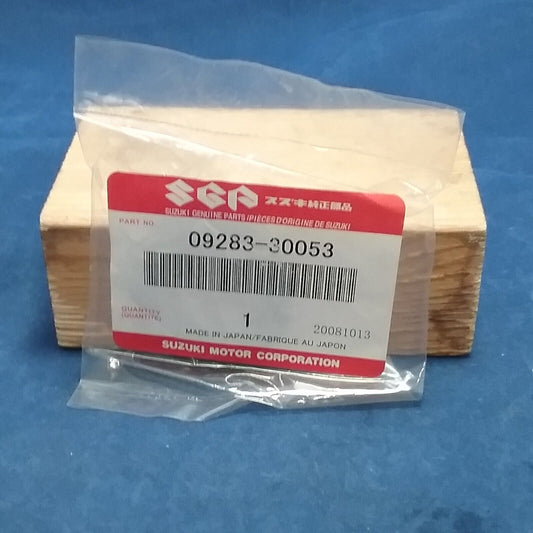 SGP スズキ純正部品
SUZUKI GENUINE PARTS/PIÈCES D'ORIGINE DE SUZUKI
PART NO.
09283-30053
QUANTITY
(QUANTITÉ)
1
20081013
MADE IN JAPAN/FABRIQUE AU JAPON
SUZUKI MOTOR CORPORATION